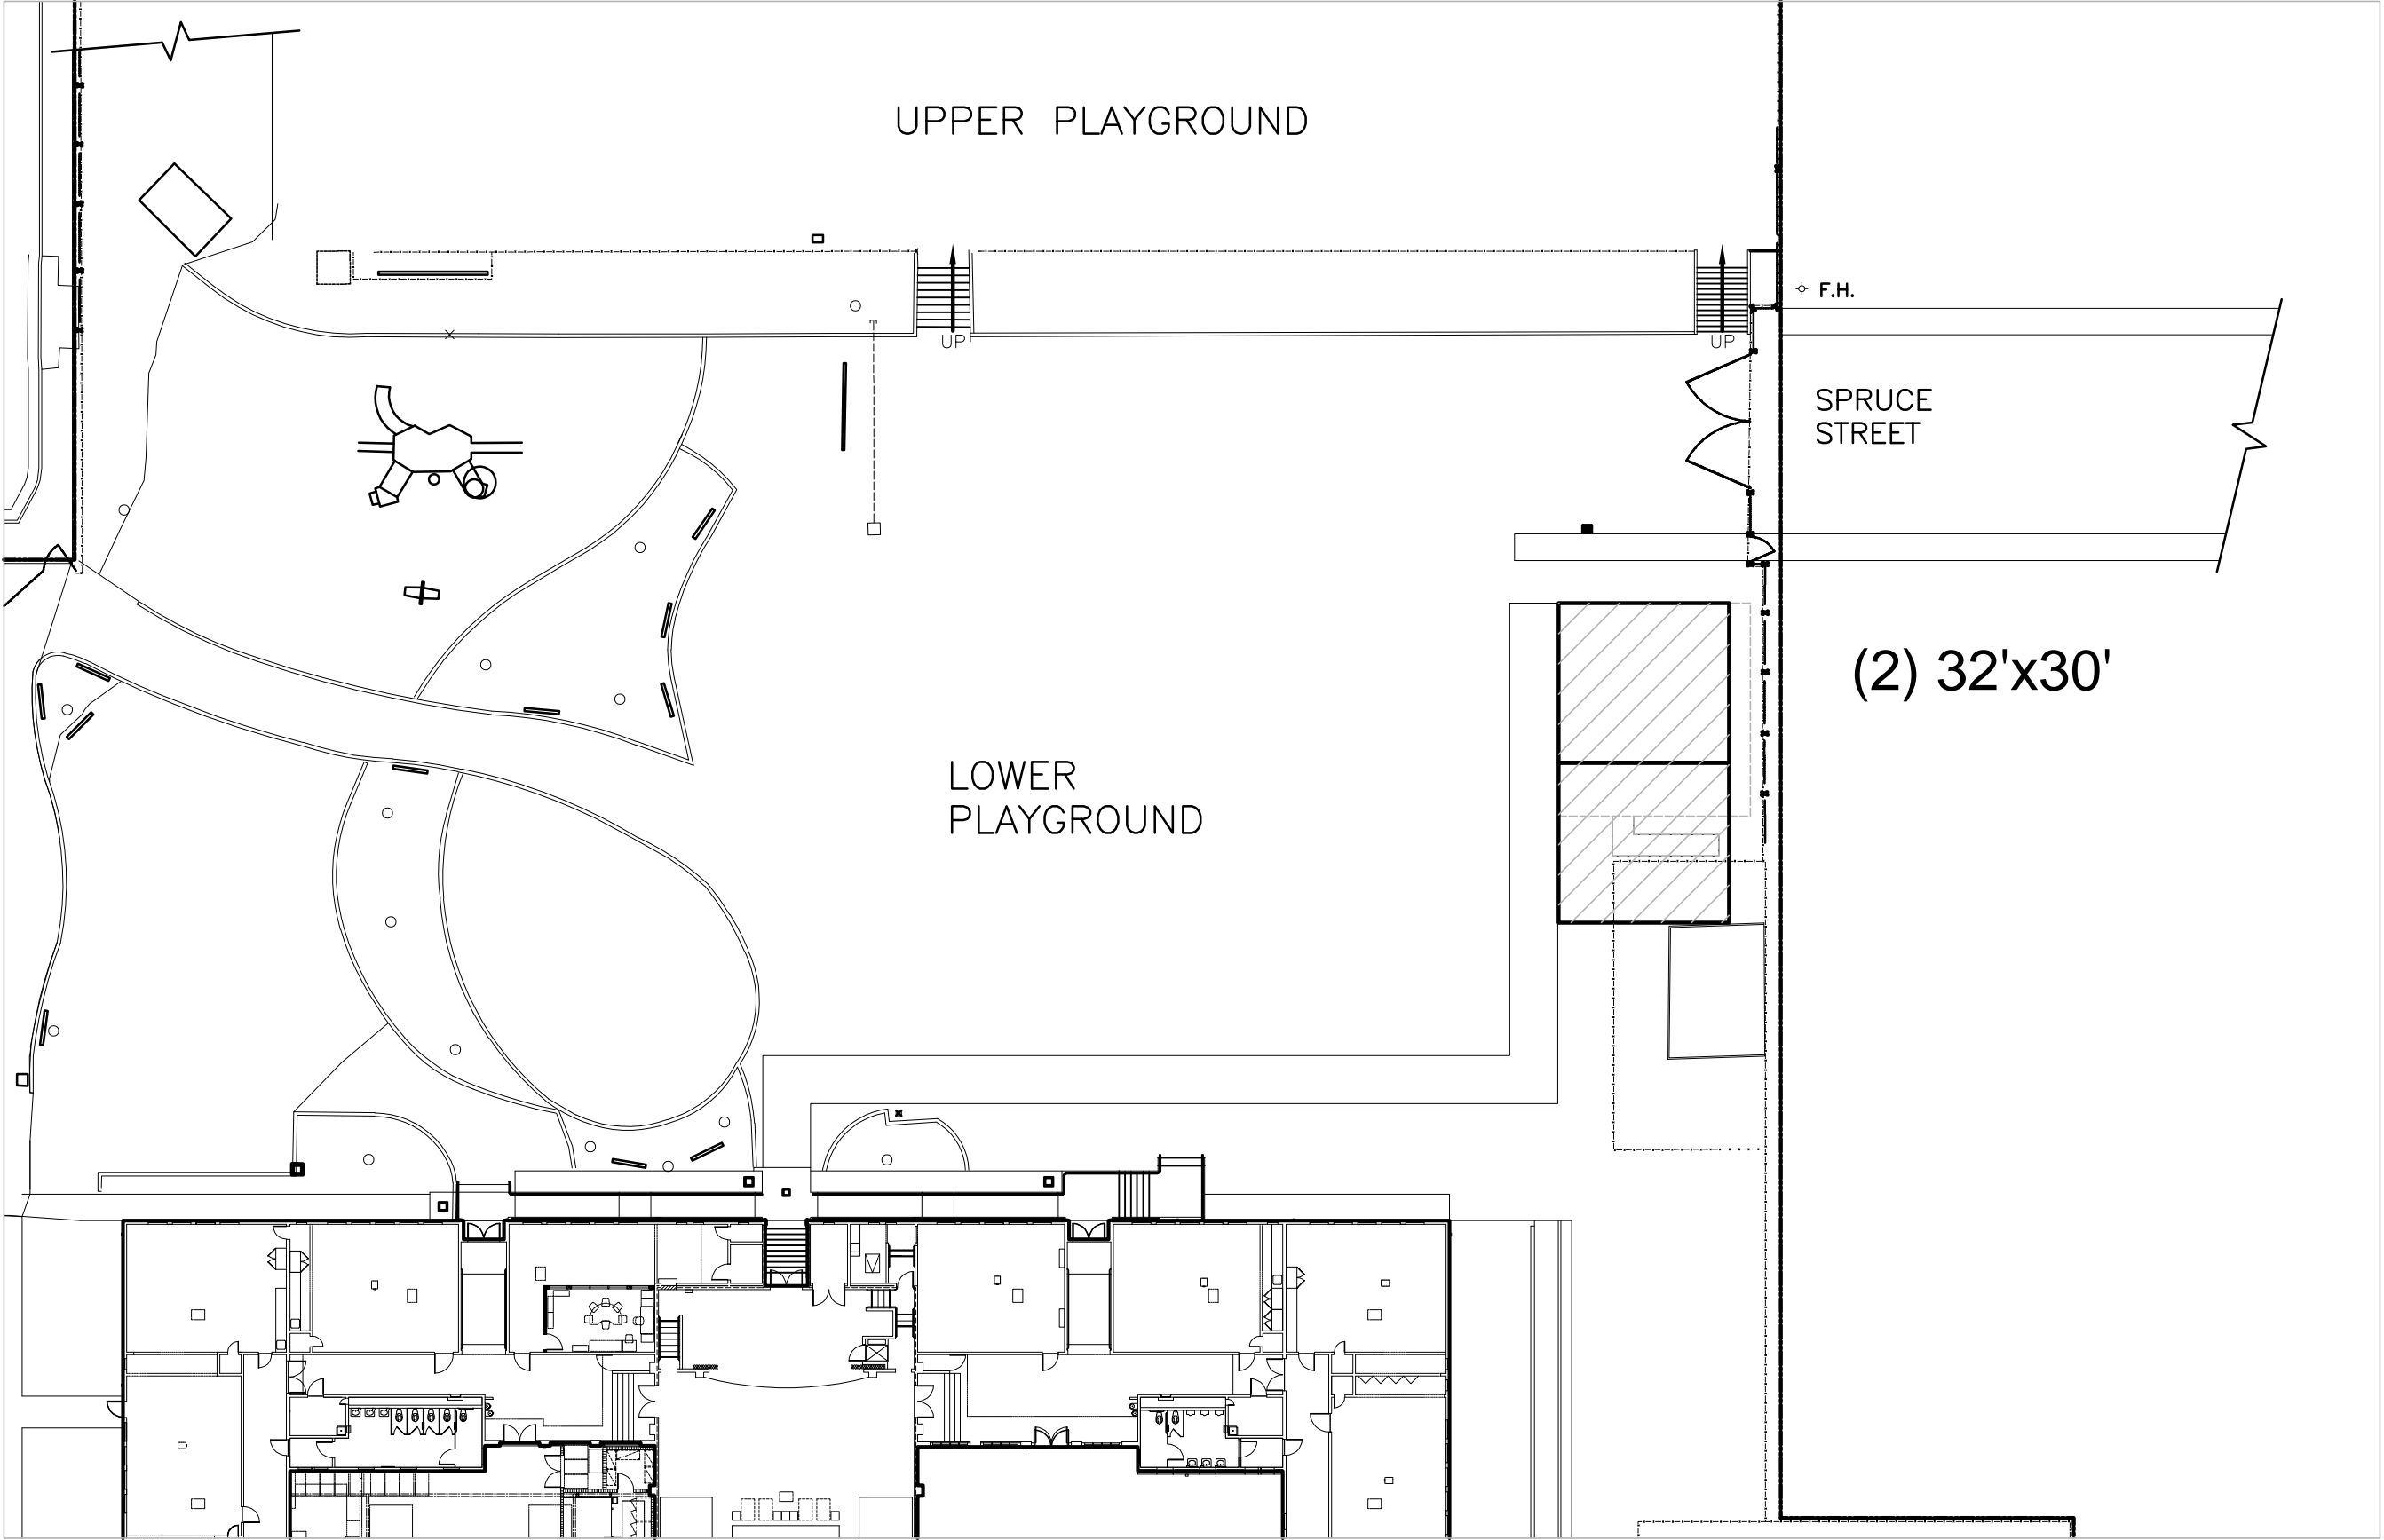 UPPER PLAYGROUND
F.H.
UP
UP
SPRUCE
STREET
(2) 32'x30'
LOWER
PLAYGROUND